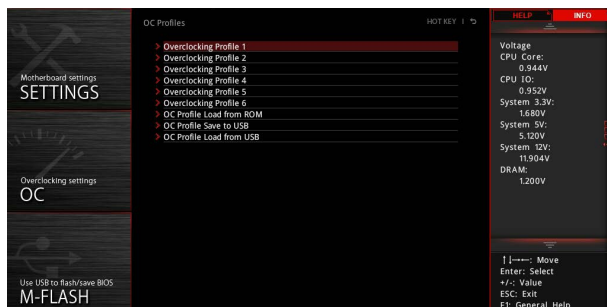 Motherboard settings
SETTINGS
Overclocking settings
OC
Use USB to flash/save BIOS
M-FLASH
OC Profiles
HOT KEY
Overclocking Profile 1
Overclocking Profile 2
Overclocking Profile 3
Overclocking Profile 4
Overclocking Profile 5
Overclocking Profile 6
OC Profile Load from ROM
OC Profile Save to USB
OC Profile Load from USB
HELP INFO
Voltage
CPU Core:
0.944V
CPU IO:
0.952V
System 3.3V:
1.680V
System 5V:
5.120V
System 12V:
11.904V
DRAM:
1.200V
↑↓→←: Move
Enter: Select
+/-: Value
ESC: Exit
F1: General Help